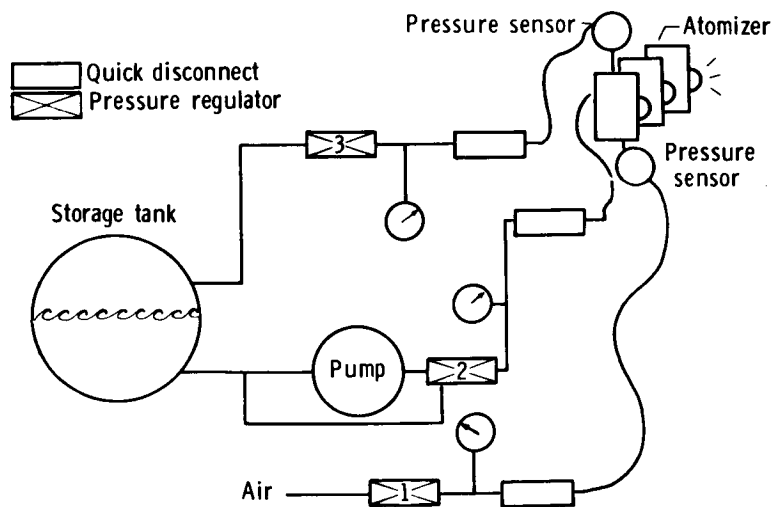 Pressure sensor
Atomizer
Quick disconnect
Pressure regulator
3
Pressure
sensor
Storage tank
Pump
2
Air
1